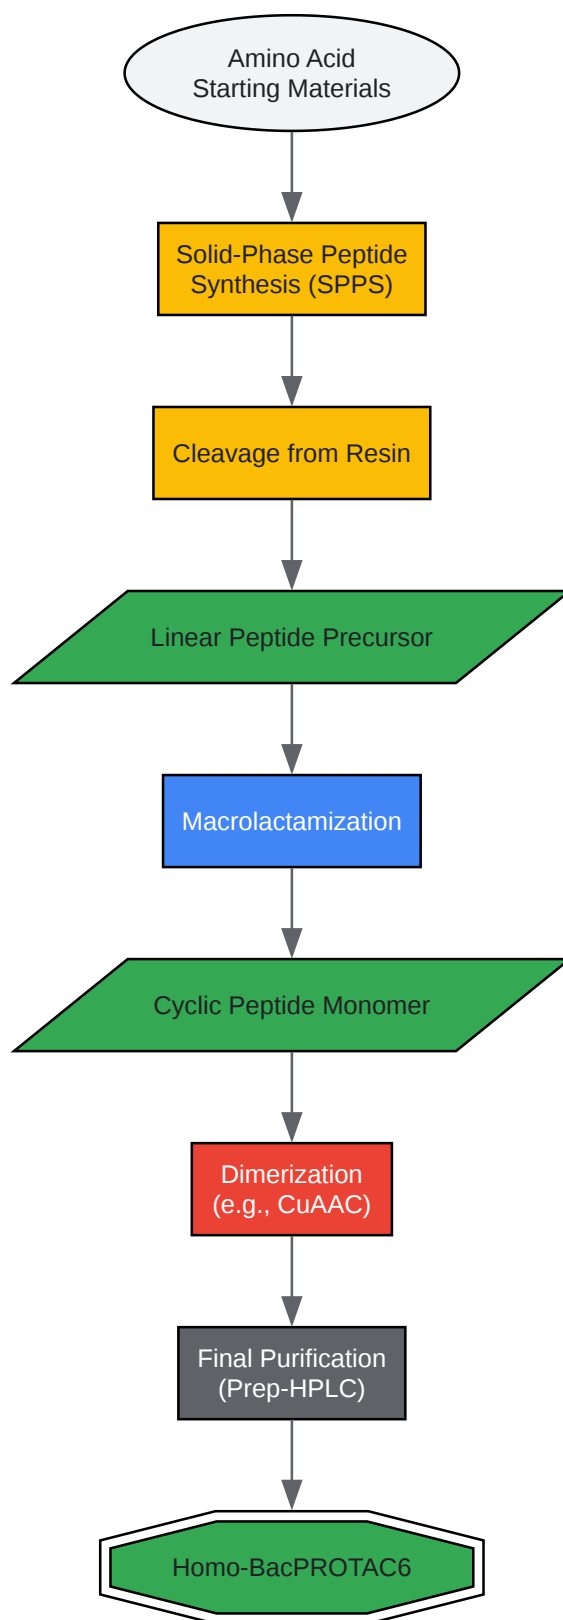 Amino Acid
Starting Materials
Solid-Phase Peptide
Synthesis (SPPS)
Cleavage from Resin
Linear Peptide Precursor
Macrolactamization
Cyclic Peptide Monomer
Dimerization
(e.g., CuAAC)
Final Purification
(Prep-HPLC)
Homo-BacPROTAC6